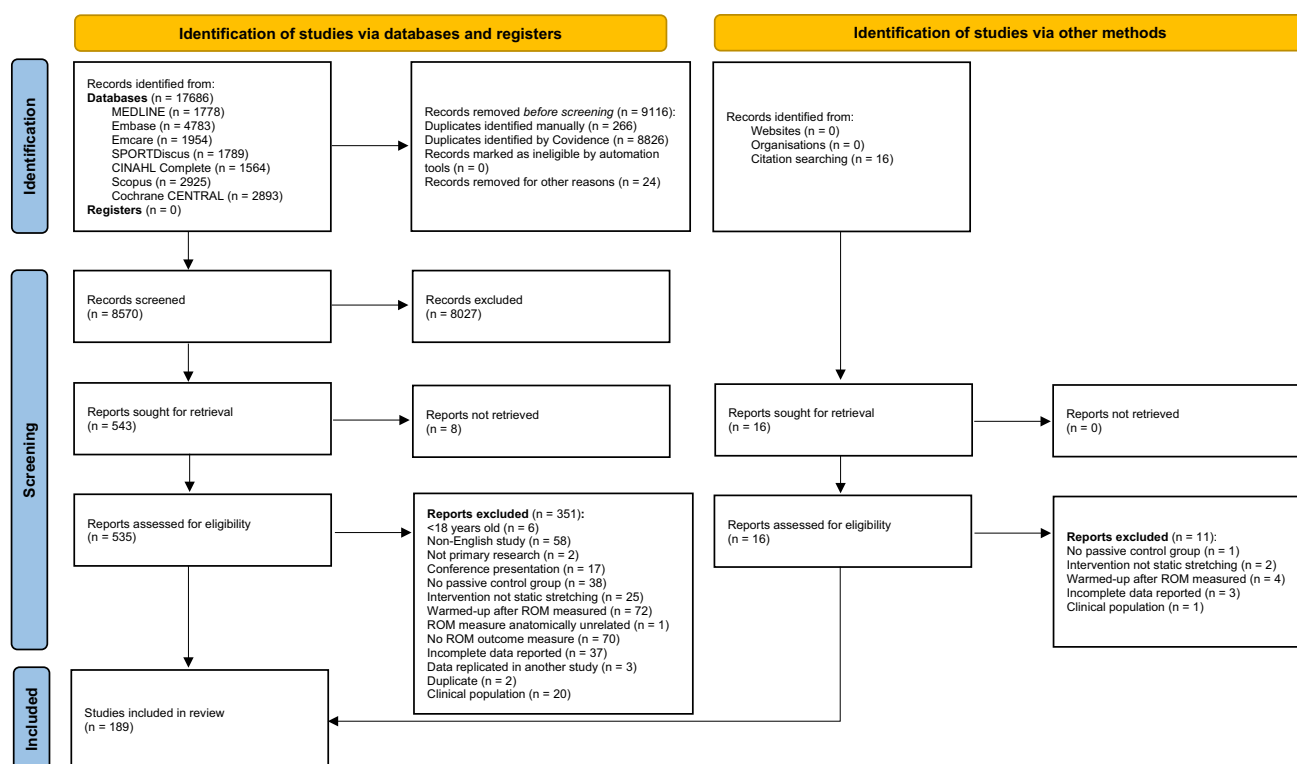 Identification of studies via databases and registers
Identification of studies via other methods
Identification
Records identified from:
Databases (n = 17686)
MEDLINE (n = 1778)
Embase (n = 4783)
Emcare (n = 1954)
SPORTDiscus (n = 1789)
CINAHL Complete (n = 1564)
Scopus (n = 2925)
Cochrane CENTRAL (n = 2893)
Registers (n = 0)
Records removed before screening (n = 9116):
Duplicates identified manually (n = 266)
Duplicates identified by Covidence (n = 8826)
Records marked as ineligible by automation
tools (n = 0)
Records removed for other reasons (n = 24)
Records identified from:
Websites (n = 0)
Organisations (n = 0)
Citation searching (n = 16)
Screening
Records screened
(n = 8570)
Records excluded
(n = 8027)
Reports sought for retrieval
(n = 543)
Reports not retrieved
(n = 8)
Reports sought for retrieval
(n = 16)
Reports not retrieved
(n = 0)
Reports assessed for eligibility
(n = 535)
Reports excluded (n = 351):
<18 years old (n = 6)
Non-English study (n = 58)
Not primary research (n = 2)
Conference presentation (n = 17)
No passive control group (n = 38)
Intervention not static stretching (n = 25)
Warmed-up after ROM measured (n = 72)
ROM measure anatomically unrelated (n = 1)
No ROM outcome measure (n = 70)
Incomplete data reported (n = 37)
Data replicated in another study (n = 3)
Duplicate (n = 2)
Clinical population (n = 20)
Reports assessed for eligibility
(n = 16)
Reports excluded (n = 11):
No passive control group (n = 1)
Intervention not static stretching (n = 2)
Warmed-up after ROM measured (n = 4)
Incomplete data reported (n = 3)
Clinical population (n = 1)
Included
Studies included in review
(n = 189)